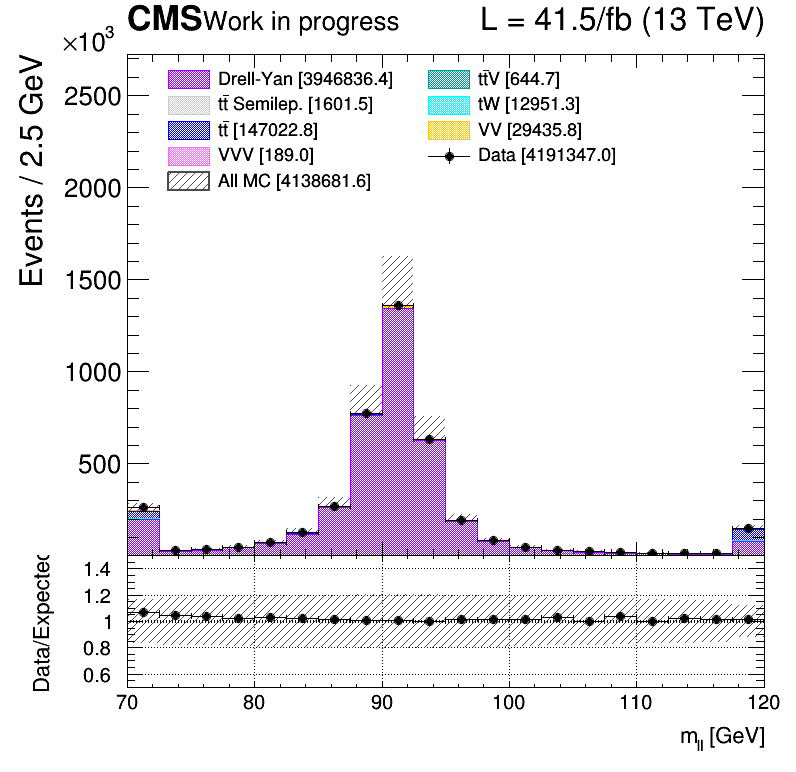 CMS Work in progress L = 41.5/fb (13 TeV)
×10³
Events / 2.5 GeV
2500
2000
1500
1000
500
Drell-Yan [3946836.4]
tt̄ Semilep. [1601.5]
tt̄ [147022.8]
VVV [189.0]
All MC [4138681.6]
tt̄V [644.7]
tW [12951.3]
VV [29435.8]
Data [4191347.0]
Data/Expected
1.4
1.2
1
0.8
0.6
70 80 90 100 110 120
m_ll [GeV]